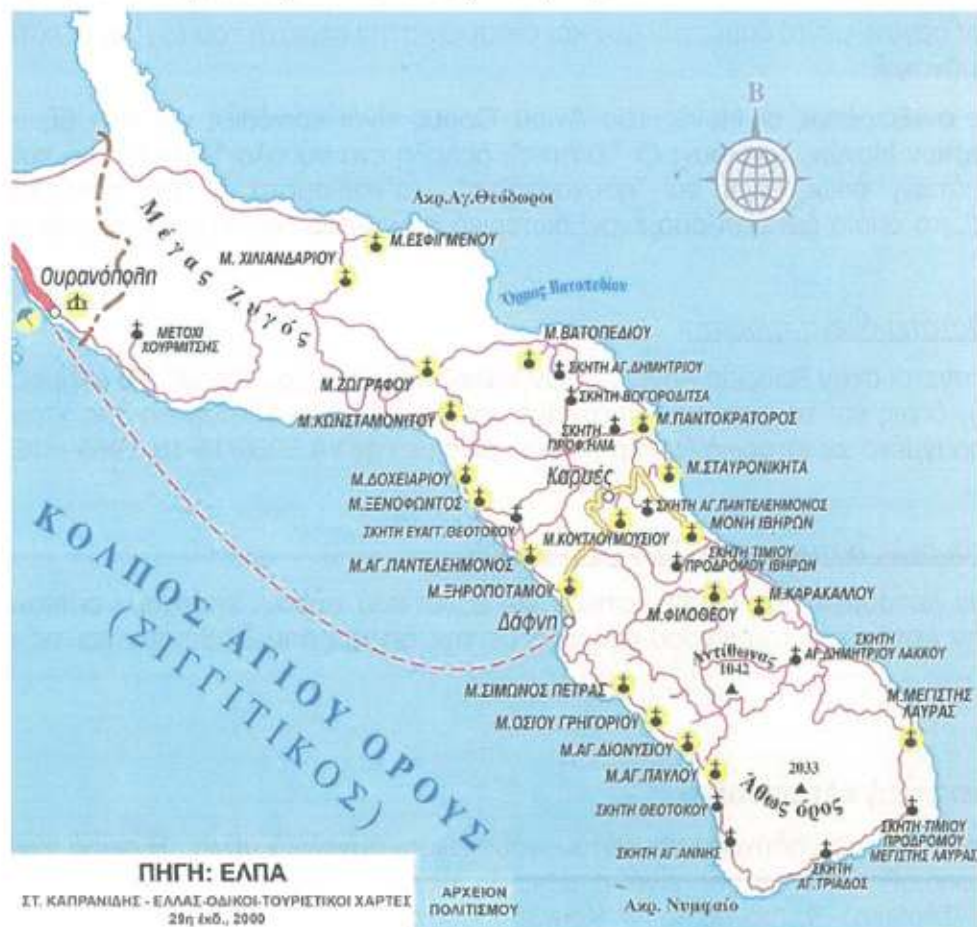 Β
Ακρ.Αγ.Θεόδωροι
Μ.ΕΣΦΙΓΜΕΝΟΥ
Μ. ΧΙΛΙΑΝΔΑΡΙΟΥ
Μέγας Ζυγός
Ουρανόπολη
ΜΕΤΟΧΙ
ΧΟΥΡΜΙΤΣΗΣ
Όρμος Βατοπεδίου
Μ.ΒΑΤΟΠΕΔΙΟΥ
ΣΚΗΤΗ ΑΓ.ΔΗΜΗΤΡΙΟΥ
Μ.ΖΩΓΡΑΦΟΥ
ΣΚΗΤΗ ΒΟΓΟΡΟΔΙΤΣΑ
Μ.ΚΩΝΣΤΑΜΟΝΙΤΟΥ
Μ.ΠΑΝΤΟΚΡΑΤΟΡΟΣ
ΣΚΗΤΗ
ΠΡΟΦ.ΗΛΙΑ
Μ.ΣΤΑΥΡΟΝΙΚΗΤΑ
Μ.ΔΟΧΕΙΑΡΙΟΥ
Καρυές
Μ.ΞΕΝΟΦΩΝΤΟΣ
ΣΚΗΤΗ ΑΓ.ΠΑΝΤΕΛΕΗΜΟΝΟΣ
ΣΚΗΤΗ ΕΥΑΓΓ.ΘΕΟΤΟΚΟΥ
ΜΟΝΗ ΙΒΗΡΩΝ
Μ.ΚΟΥΤΛΟΥΜΟΥΣΙΟΥ
Μ.ΑΓ.ΠΑΝΤΕΛΕΗΜΟΝΟΣ
ΣΚΗΤΗ ΤΙΜΙΟΥ
ΠΡΟΔΡΟΜΟΥ ΙΒΗΡΩΝ
Μ.ΞΗΡΟΠΟΤΑΜΟΥ
Μ.ΚΑΡΑΚΑΛΛΟΥ
Μ.ΦΙΛΟΘΕΟΥ
Δάφνη
Αντίθωνας
1042
ΣΚΗΤΗ
ΑΓ.ΔΗΜΗΤΡΙΟΥ ΛΑΚΚΟΥ
Μ.ΣΙΜΩΝΟΣ ΠΕΤΡΑΣ
Μ.ΜΕΓΙΣΤΗΣ
ΛΑΥΡΑΣ
Μ.ΟΣΙΟΥ ΓΡΗΓΟΡΙΟΥ
Μ.ΑΓ.ΔΙΟΝΥΣΙΟΥ
Μ.ΑΓ.ΠΑΥΛΟΥ
2033
Άθως όρος
ΣΚΗΤΗ ΘΕΟΤΟΚΟΥ
ΣΚΗΤΗ ΤΙΜΙΟΥ
ΠΡΟΔΡΟΜΟΥ
ΜΕΓΙΣΤΗΣ ΛΑΥΡΑΣ
ΣΚΗΤΗ ΑΓ.ΑΝΝΗΣ
ΣΚΗΤΗ
ΑΓ.ΤΡΙΑΔΟΣ
ΚΟΛΠΟΣ ΑΓΙΟΥ ΟΡΟΥΣ
(ΣΙΓΓΙΤΙΚΟΣ)
Ακρ. Νυμφαίο
ΠΗΓΗ: ΕΛΠΑ
ΣΤ. ΚΑΠΡΑΝΙΔΗΣ - ΕΛΛΑΣ-ΟΔΙΚΟΙ-ΤΟΥΡΙΣΤΙΚΟΙ ΧΑΡΤΕΣ
28η έκδ., 2000
ΑΡΧΕΙΟΝ
ΠΟΛΙΤΙΣΜΟΥ